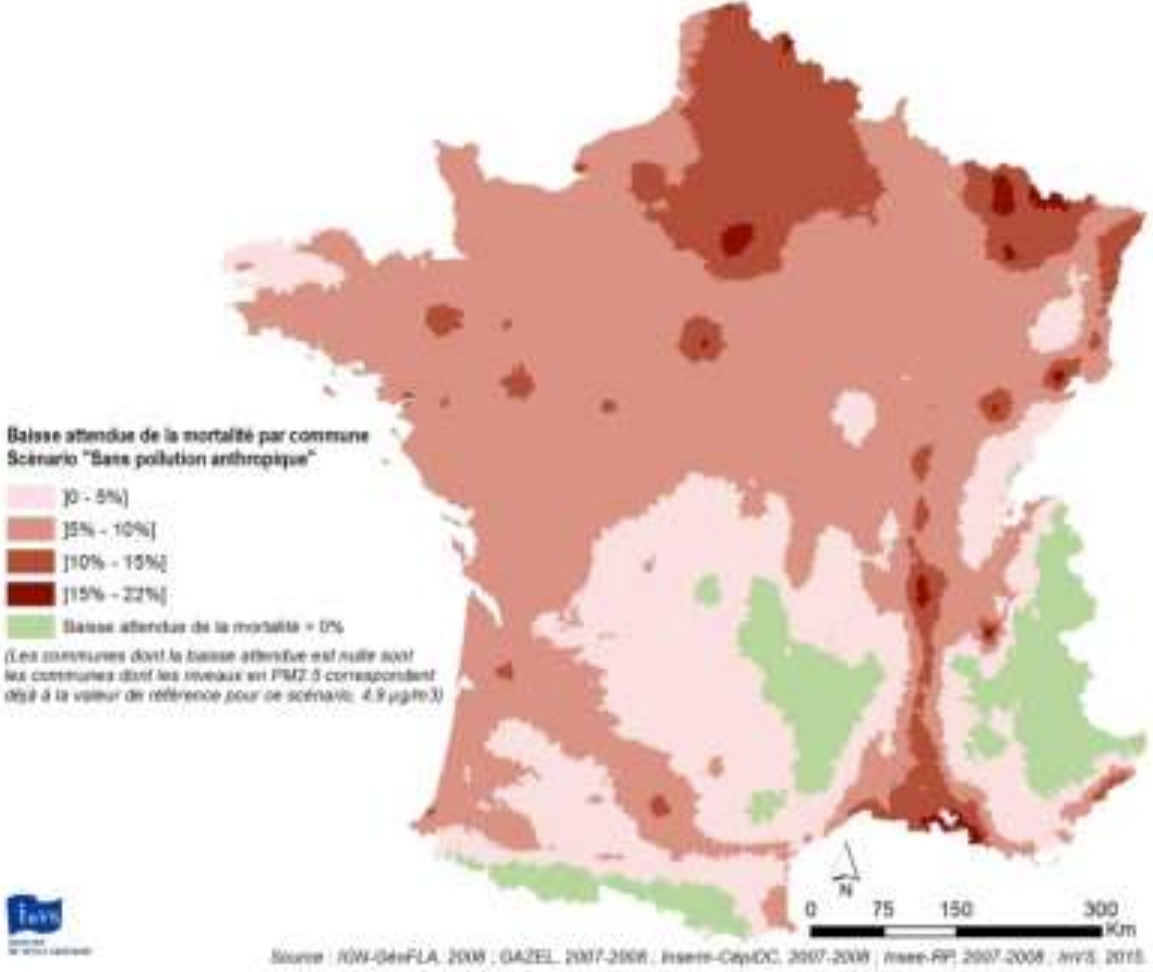 Baisse attendue de la mortalité par commune
Scénario "Sans pollution anthropique"
]0 - 5%]
]5% - 10%]
]10% - 15%]
]15% - 22%]
Baisse attendue de la mortalité = 0%
(Les communes dont la baisse attendue est nulle sont
les communes dont les niveaux en PM2.5 correspondent
déjà à la valeur de référence pour ce scénario, 4.9 µg/m3)
N
0 75 150 300
Km
InVS
Source : IGN-GéoFLA, 2008 ; GAZEL, 2007-2008 ; Inserm-CépiDC, 2007-2008 ; Insee-RP, 2007-2008 ; InVS, 2015.